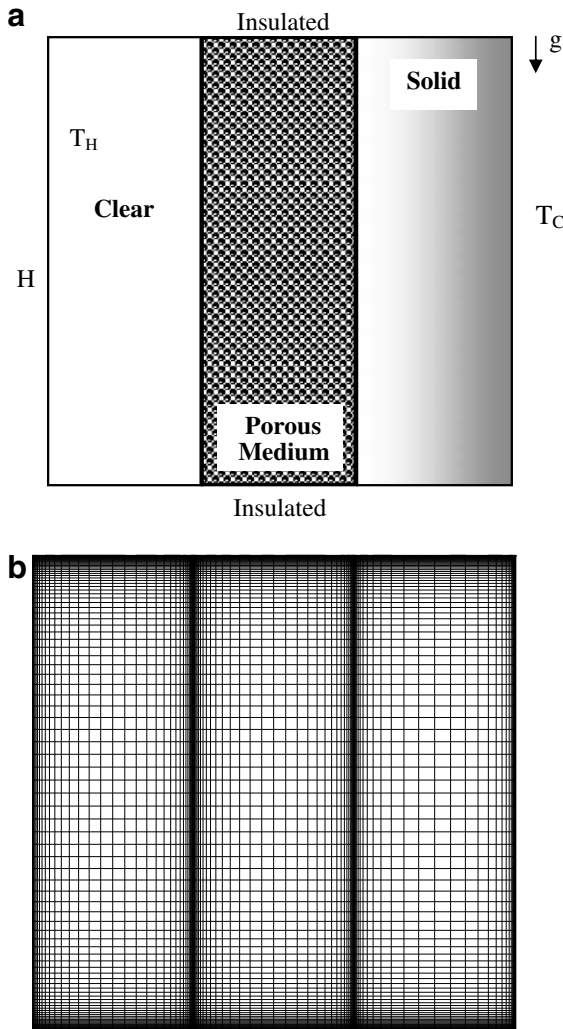 a
Insulated
g
Solid
T_H
Clear
T_C
H
Porous
Medium
Insulated
b